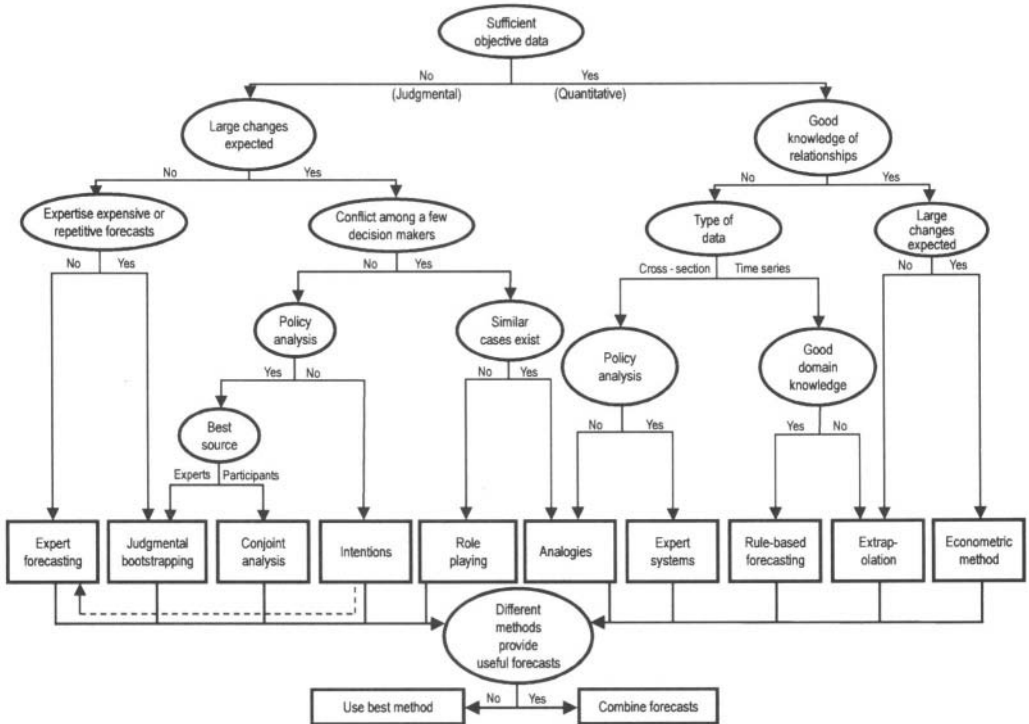 Sufficient
objective data
No
Yes
(Judgmental)
(Quantitative)
Large changes
expected
Good
knowledge of
relationships
No
Yes
No
Yes
Expertise expensive or
repetitive forecasts
Conflict among a few
decision makers
Type of
data
Large
changes
expected
No
Yes
No
Yes
Cross - section
Time series
No
Yes
Policy
analysis
Similar
cases exist
Policy
analysis
Good
domain
knowledge
Yes
No
No
Yes
Best
source
No
Yes
Yes
No
Experts
Participants
Expert
forecasting
Judgmental
bootstrapping
Conjoint
analysis
Intentions
Role
playing
Analogies
Expert
systems
Rule-based
forecasting
Extrap-
olation
Econometric
method
Different
methods
provide
useful forecasts
No
Yes
Use best method
Combine forecasts